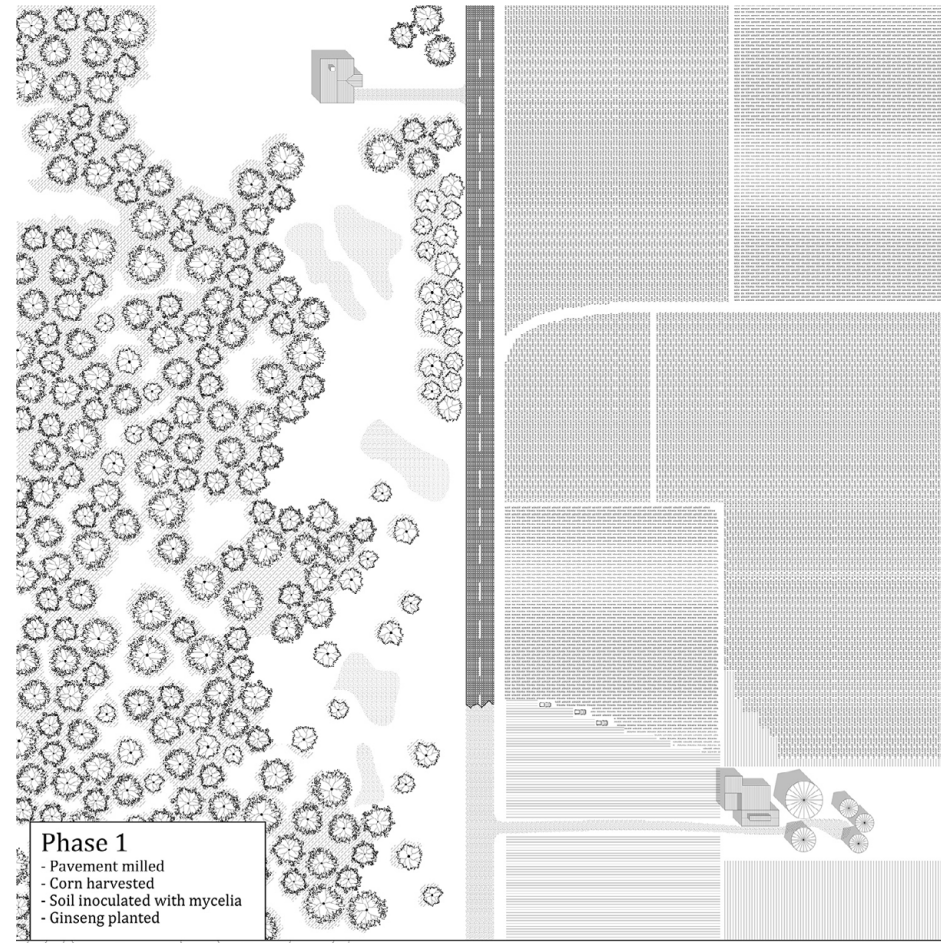 Phase 1
- Pavement milled
- Corn harvested
- Soil inoculated with mycelia
- Ginseng planted